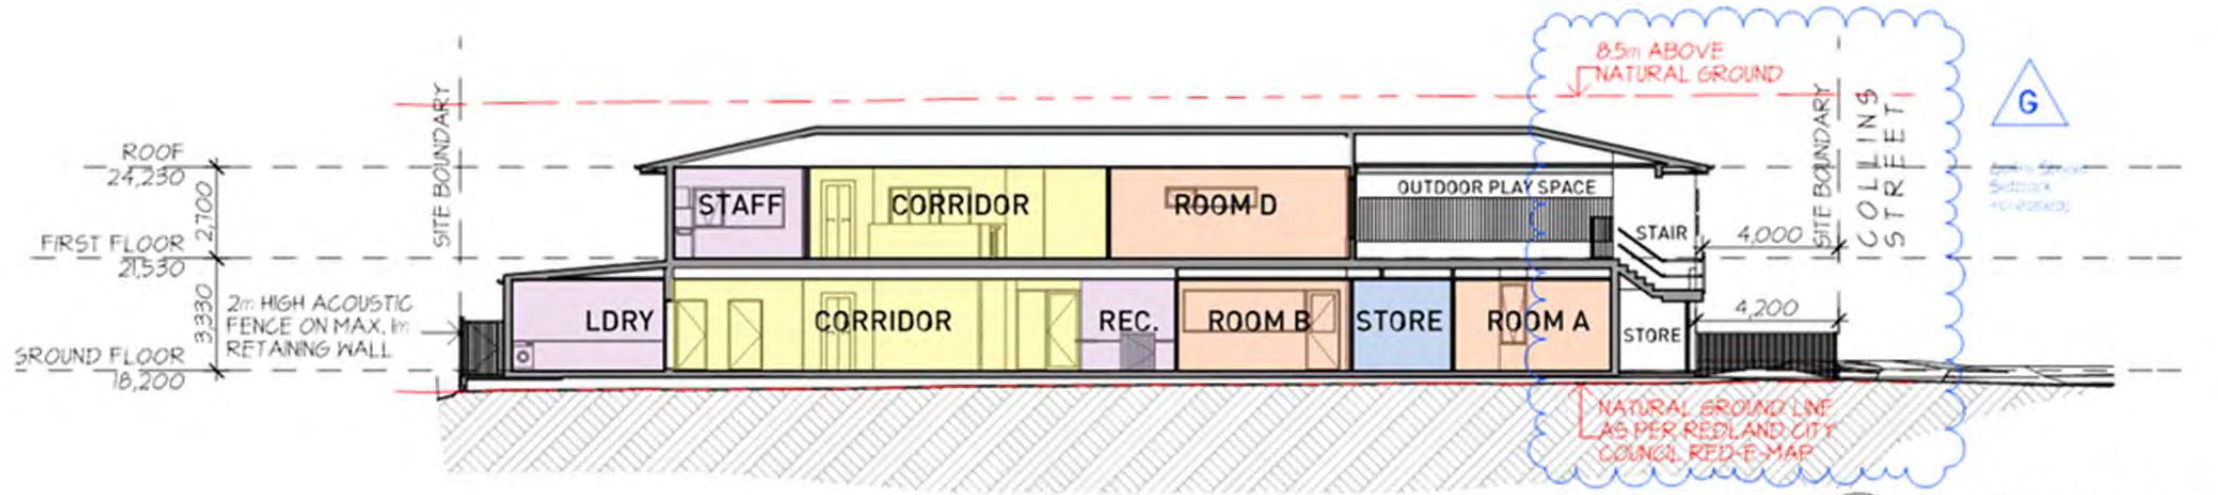 8.5m ABOVE
NATURAL GROUND
SITE BOUNDARY
SITE BOUNDARY
COLLINS
STREET
G
ROOF
24,230
2,700
FIRST FLOOR
21,530
3,330
GROUND FLOOR
18,200
2m HIGH ACOUSTIC
FENCE ON MAX. 1m
RETAINING WALL
STAFF
CORRIDOR
ROOM D
OUTDOOR PLAY SPACE
STAIR
4,000
LDRY
CORRIDOR
REC.
ROOM B
STORE
ROOM A
STORE
4,200
NATURAL GROUND LINE
AS PER REDLAND CITY
COUNCIL RED-E-MAP